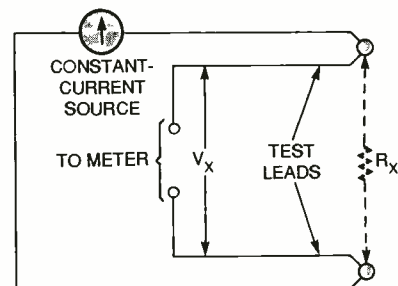 CONSTANT-
CURRENT
SOURCE
TO METER
VX
TEST
LEADS
RX